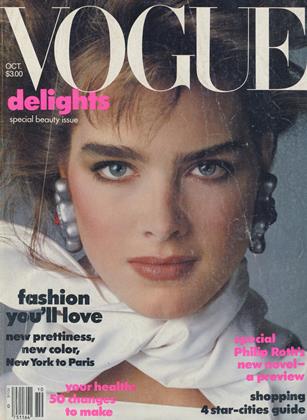 VOGUE
OCT.
$3.00
delights
special beauty issue
fashion
you'll love
new prettiness,
new color,
New York to Paris
your health:
50 changes
to make
special
Philip Roth's
new novel—
a preview
shopping
4 star-cities guide
10